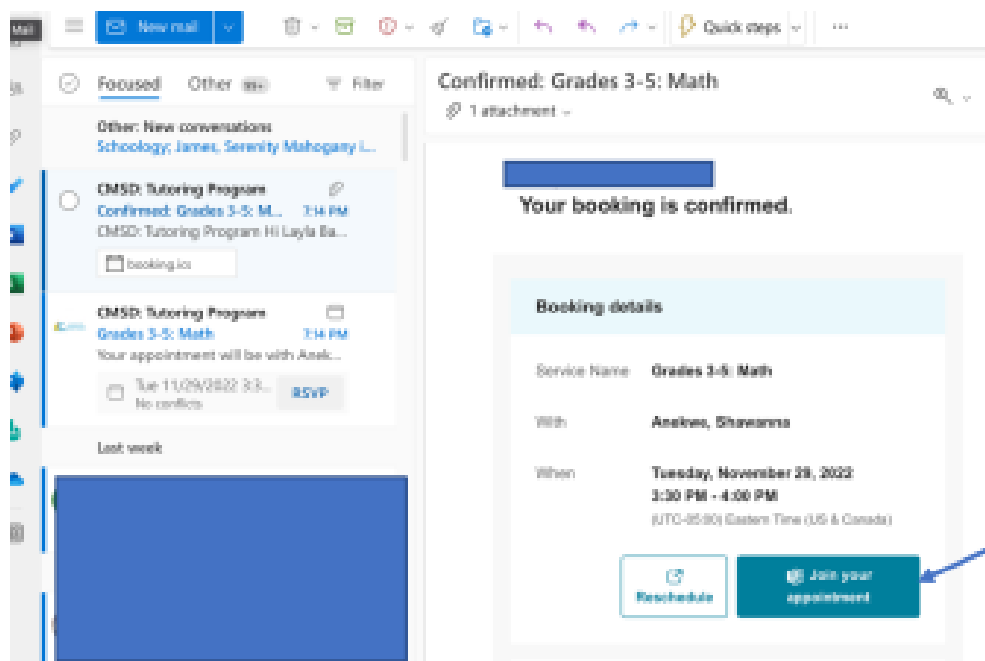 Mail
New mail
Quick steps
Focused
Other
Filter
Other: New conversations
Schoology; James, Serenity Mahogany i...
CMSD: Tutoring Program
Confirmed: Grades 3-5: M... 7:14 PM
CMSD: Tutoring Program Hi Layla Ba...
booking.ics
CMSD: Tutoring Program
Grades 3-5: Math 7:14 PM
Your appointment will be with Anek...
Tue 11/29/2022 3:3...
No conflicts
RSVP
Last week
Confirmed: Grades 3-5: Math
1 attachment
Your booking is confirmed.
Booking details
Service Name Grades 3-5: Math
With Anekwe, Shawanna
When Tuesday, November 29, 2022
3:30 PM - 4:00 PM
(UTC-05:00) Eastern Time (US & Canada)
Reschedule
Join your
appointment